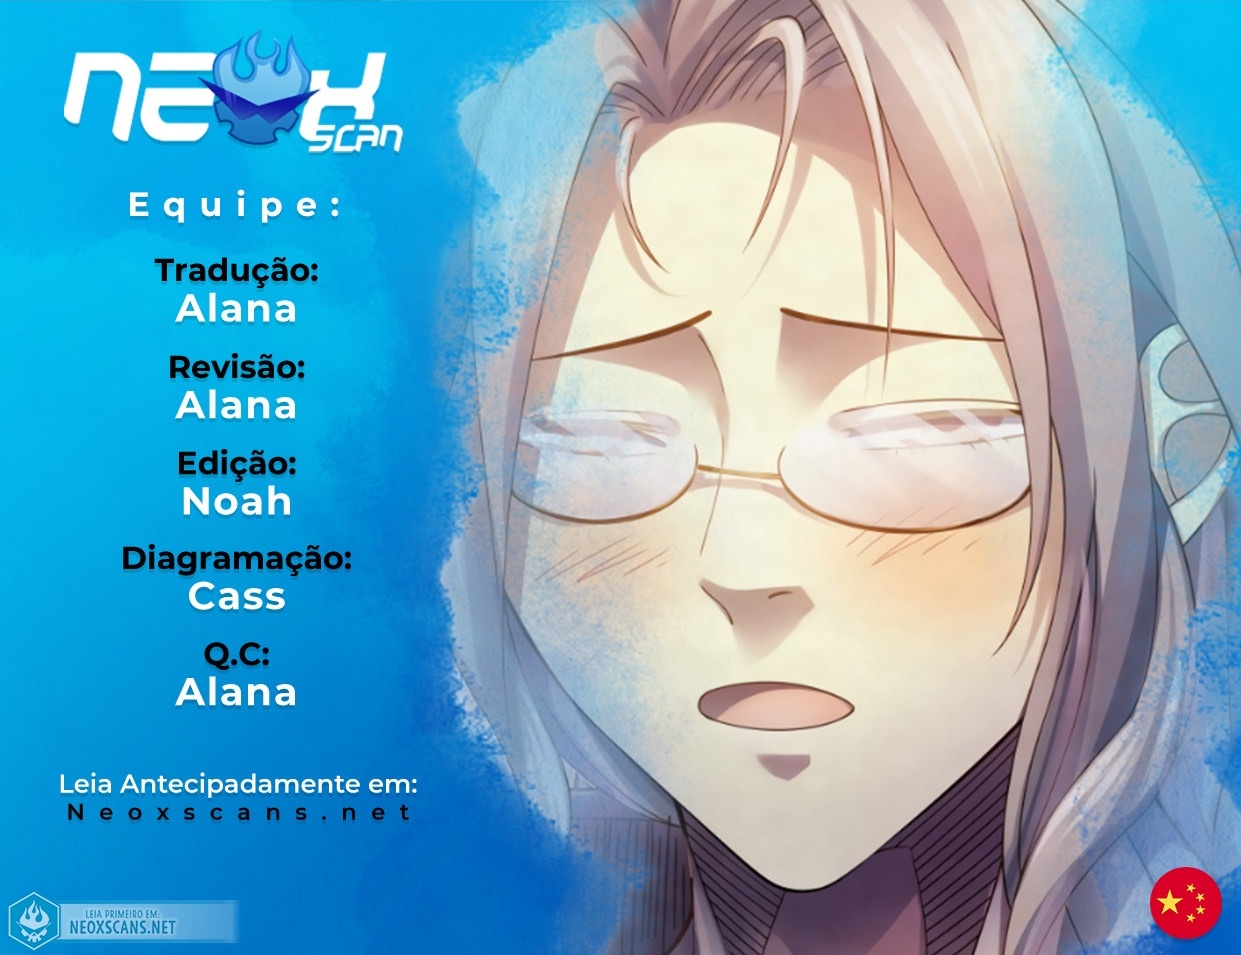 NEOX
SCAN
Equipe:
Tradução:
Alana
Revisão:
Alana
Edição:
Noah
Diagramação:
Cass
Q.C:
Alana
Leia Antecipadamente em:
Neoxscans.net
LEIA PRIMEIRO EM:
NEOXSCANS.NET